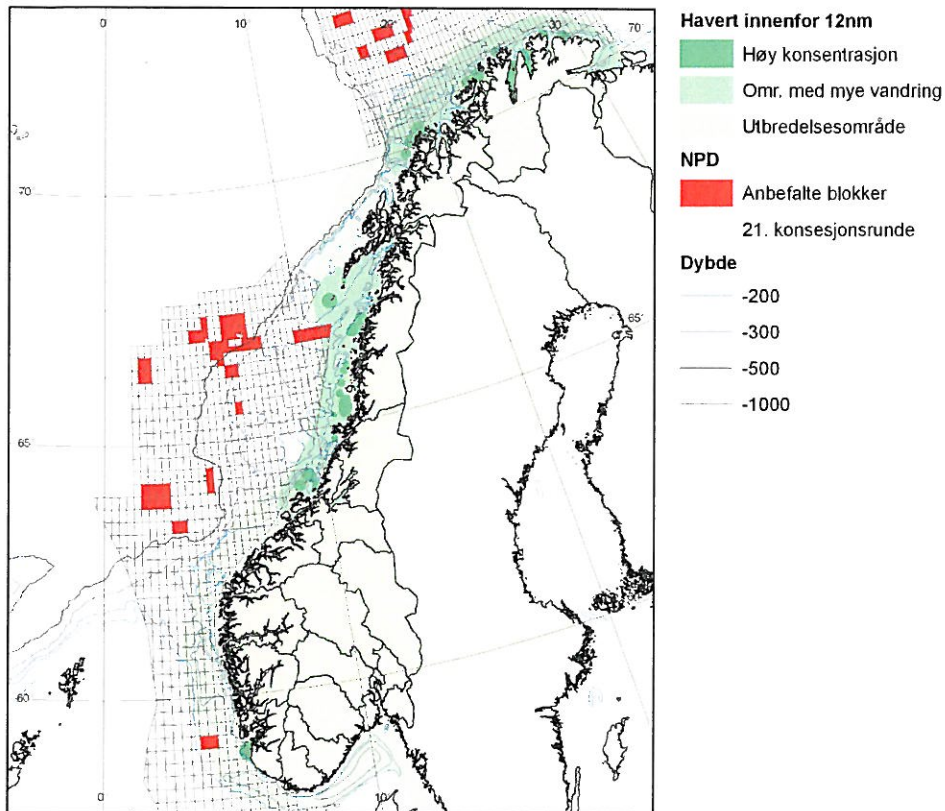 Havert innenfor 12nm
Høy konsentrasjon
Omr. med mye vandring
Utbredelsesområde
NPD
Anbefalte blokker
21. konsesjonsrunde
Dybde
-200
-300
-500
-1000
0
10
20
30
70
70
65
65
60
0
10